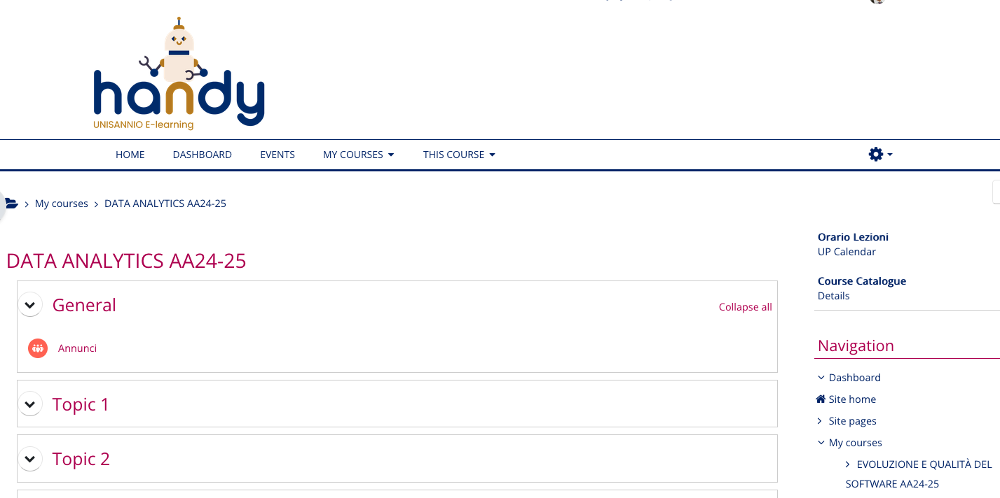 handy
UNISANNIO E-learning
HOME DASHBOARD EVENTS MY COURSES THIS COURSE
My courses DATA ANALYTICS AA24-25
DATA ANALYTICS AA24-25
General
Collapse all
Annunci
Topic 1
Topic 2
Orario Lezioni
UP Calendar
Course Catalogue
Details
Navigation
Dashboard
Site home
Site pages
My courses
EVOLUZIONE E QUALITÀ DEL
SOFTWARE AA24-25